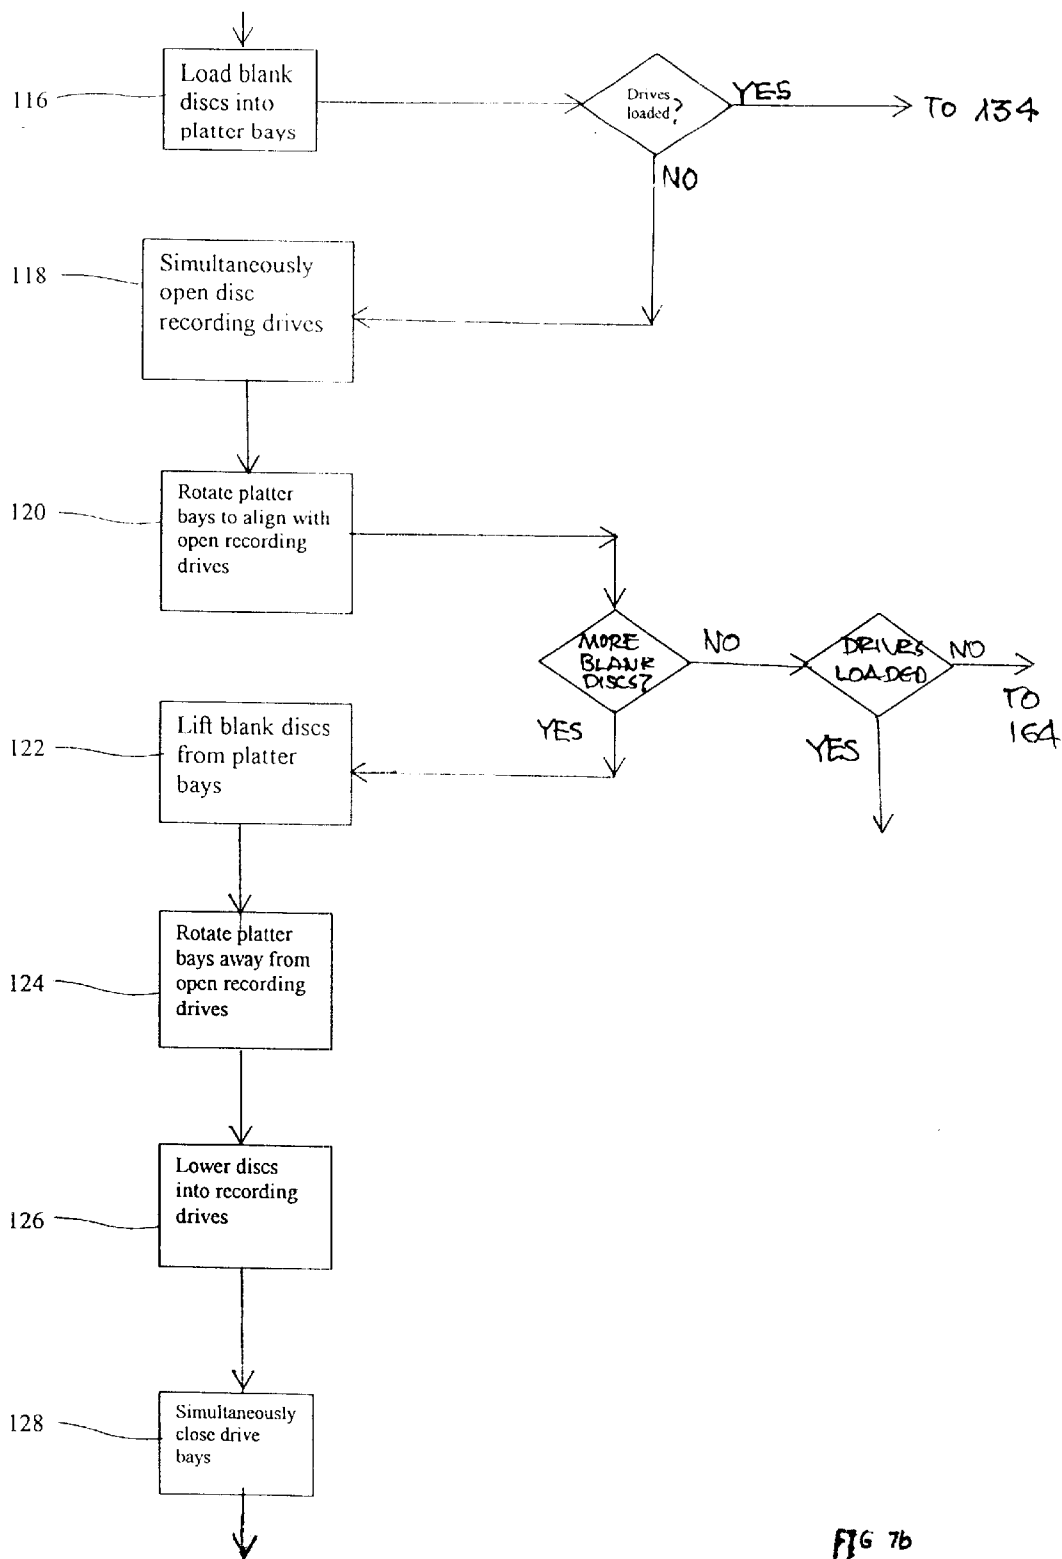 116
Load blank
discs into
platter bays
Drives
loaded?
YES
TO 134
NO
118
Simultaneously
open disc
recording drives
120
Rotate platter
bays to align with
open recording
drives
MORE
BLANK
DISCS?
NO
YES
DRIVES
LOADED
NO
TO
164
YES
122
Lift blank discs
from platter
bays
124
Rotate platter
bays away from
open recording
drives
126
Lower discs
into recording
drives
128
Simultaneously
close drive
bays
FIG 7b